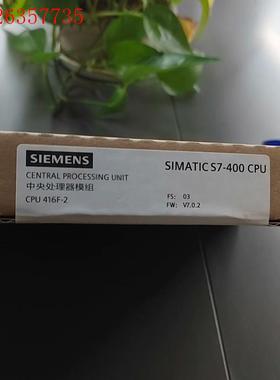 26357735
SIEMENS
SIMATIC S7-400 CPU
CENTRAL PROCESSING UNIT
中央处理器模组
CPU 416F-2
FS: 03
FW: V7.0.2